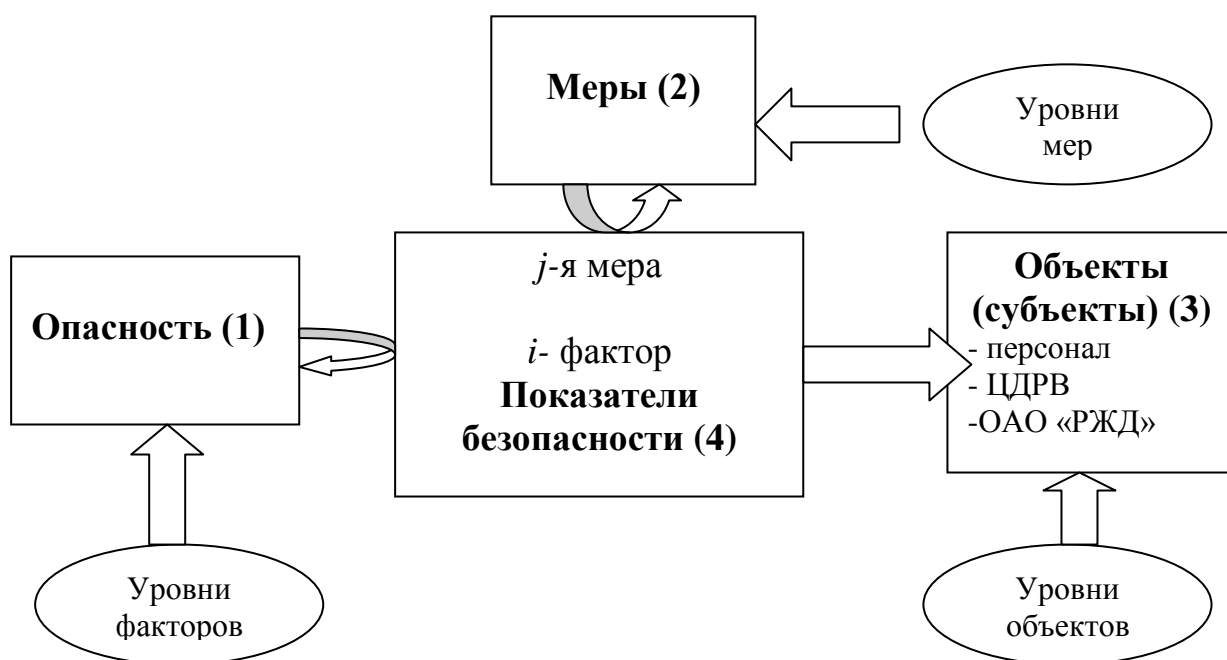 Меры (2)
Уровни
мер
j-я мера
i- фактор
Показатели
безопасности (4)
Опасность (1)
Объекты
(субъекты) (3)
- персонал
- ЦДРВ
-ОАО «РЖД»
Уровни
факторов
Уровни
объектов